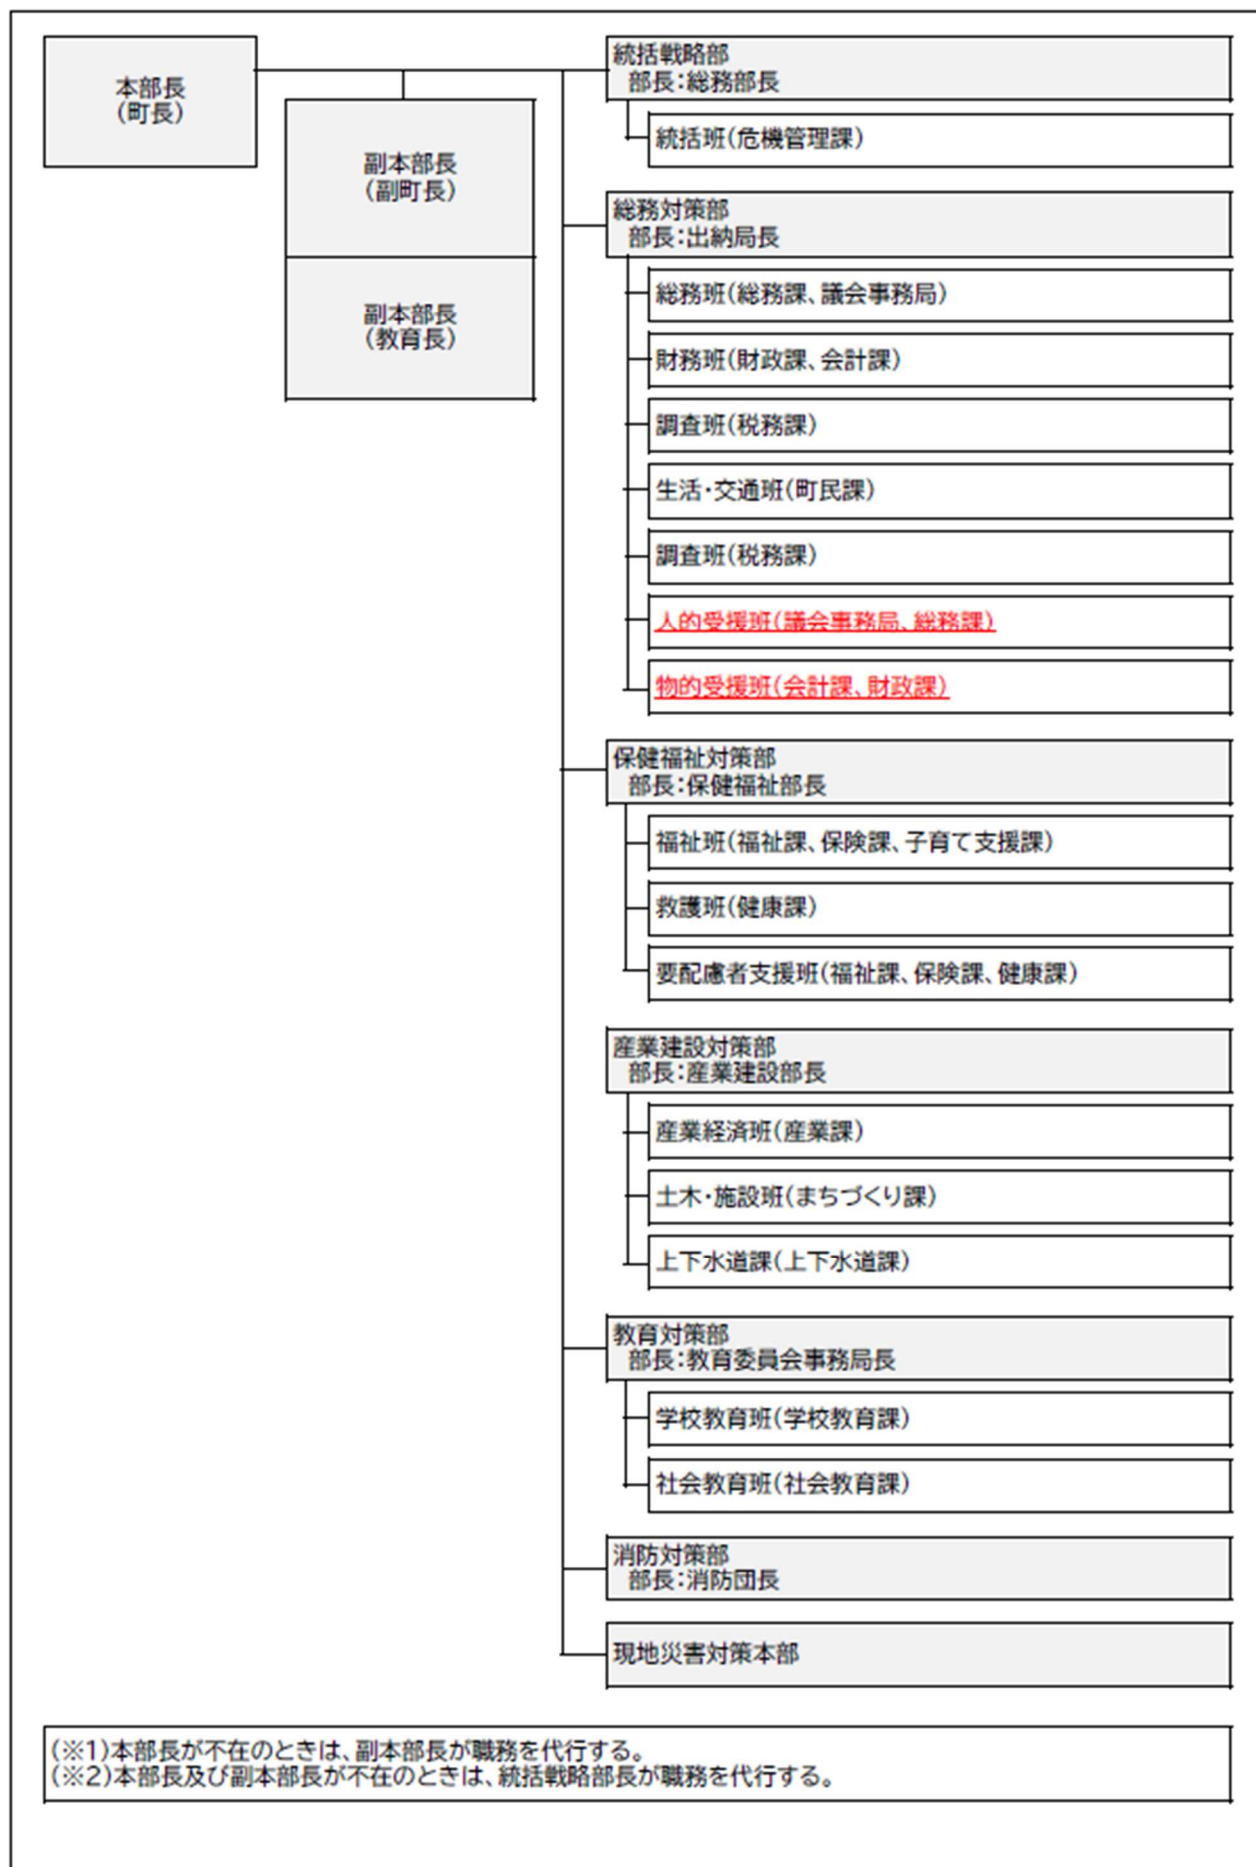 本部長
(町長)
副本部長
(副町長)
副本部長
(教育長)
統括戦略部
部長:総務部長
統括班(危機管理課)
総務対策部
部長:出納局長
総務班(総務課、議会事務局)
財務班(財政課、会計課)
調査班(税務課)
生活・交通班(町民課)
調査班(税務課)
人的受援班(議会事務局、総務課)
物的受援班(会計課、財政課)
保健福祉対策部
部長:保健福祉部長
福祉班(福祉課、保険課、子育て支援課)
救護班(健康課)
要配慮者支援班(福祉課、保険課、健康課)
産業建設対策部
部長:産業建設部長
産業経済班(産業課)
土木・施設班(まちづくり課)
上下水道課(上下水道課)
教育対策部
部長:教育委員会事務局長
学校教育班(学校教育課)
社会教育班(社会教育課)
消防対策部
部長:消防団長
現地災害対策本部
(※1)本部長が不在のときは、副本部長が職務を代行する。
(※2)本部長及び副本部長が不在のときは、統括戦略部長が職務を代行する。